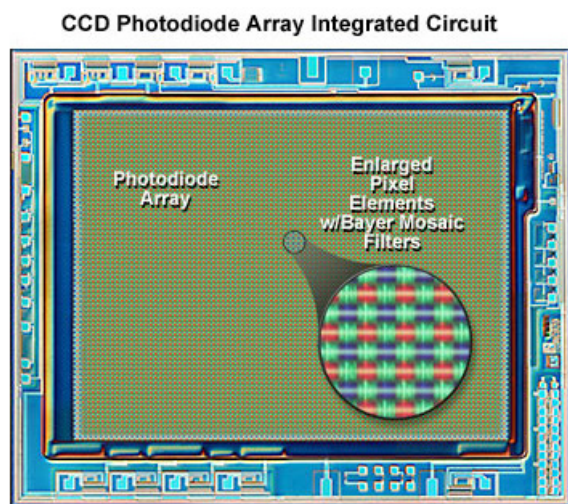 CCD Photodiode Array Integrated Circuit
Photodiode
Array
Enlarged
Pixel
Elements
w/Bayer Mosaic
Filters